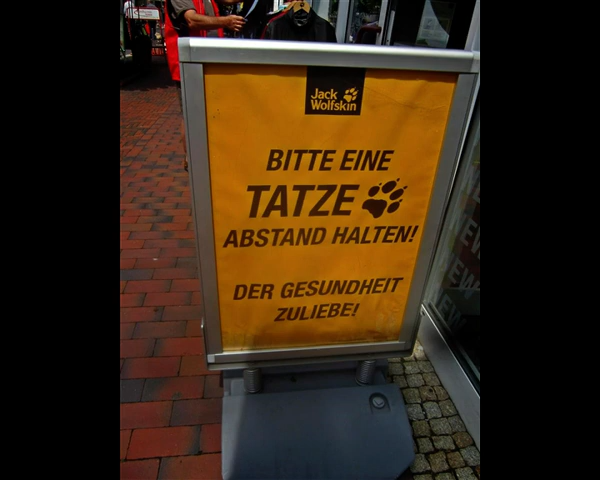 Jack
Wolfskin
BITTE EINE
TATZE
ABSTAND HALTEN!
DER GESUNDHEIT
ZULIEBE!